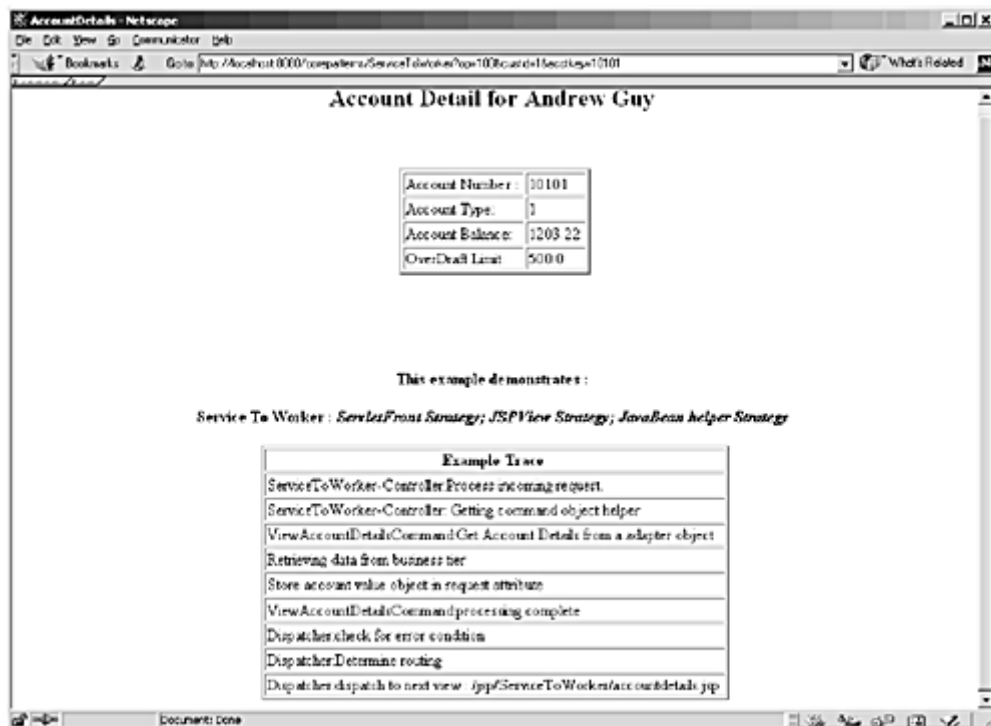 AccountDetails - Netscape
File Edit View Go Communicator Help
Bookmarks Go to: What's Related
Account Detail for Andrew Guy
Account Number : 10101
Account Type: 1
Account Balance: 1203.22
OverDraft Limit 500.0
This example demonstrates :
Service To Worker : ServletFront Strategy; JSPView Strategy; JavaBean helper Strategy
Example Trace
ServiceToWorker-Controller:Process incoming request.
ServiceToWorker-Controller: Getting command object helper
ViewAccountDetailsCommand:Get Account Details from a adapter object
Retrieving data from business tier
Store account value object in request attribute
ViewAccountDetailsCommand:processing complete
Dispatcher:check for error condition
Dispatcher:Determine routing
Dispatcher:dispatch to next view : /jsp/ServiceToWorker/accountdetails.jsp
Document: Done